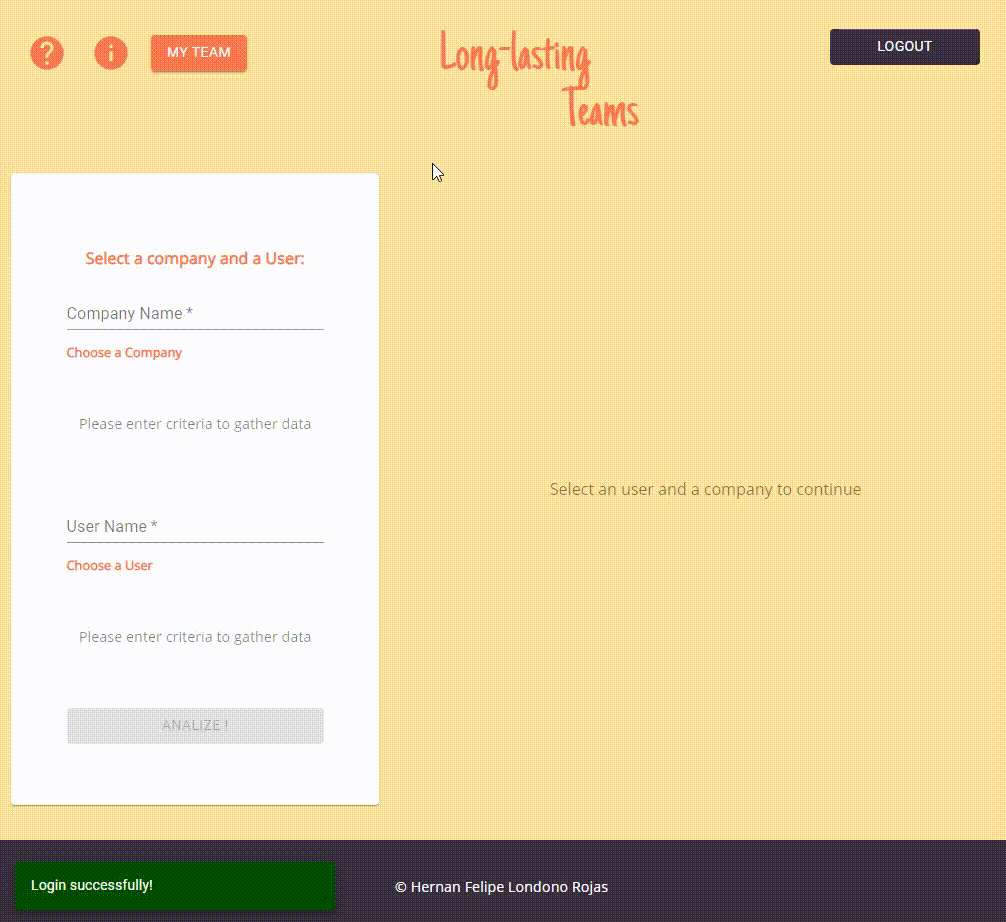 ?
i
MY TEAM
Long-lasting
Teams
LOGOUT
Select a company and a User:
Company Name *
Choose a Company
Please enter criteria to gather data
User Name *
Choose a User
Please enter criteria to gather data
ANALIZE !
Select an user and a company to continue
Login successfully!
© Hernan Felipe Londono Rojas